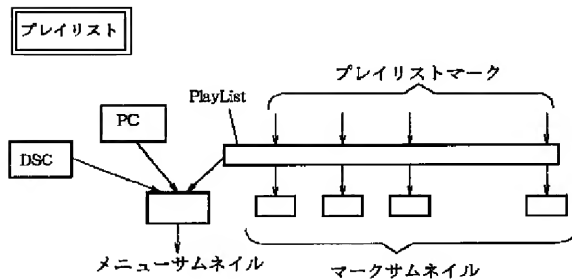 プレイリスト
プレイリストマーク
PlayList
PC
DSC
メニューサムネイル
マークサムネイル